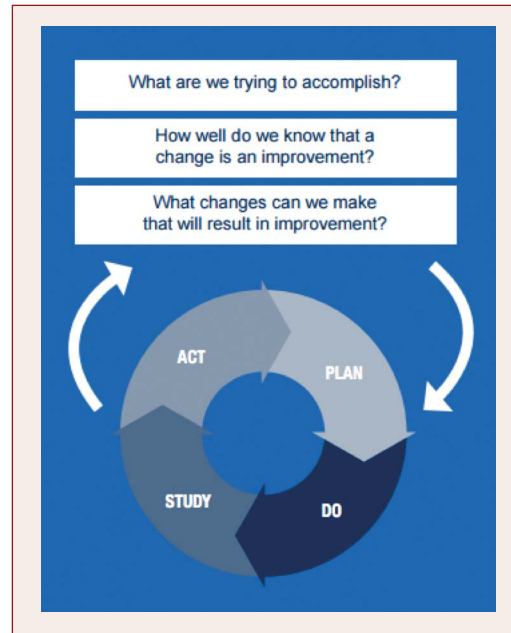 What are we trying to accomplish?
How well do we know that a
change is an improvement?
What changes can we make
that will result in improvement?
ACT
PLAN
STUDY
DO